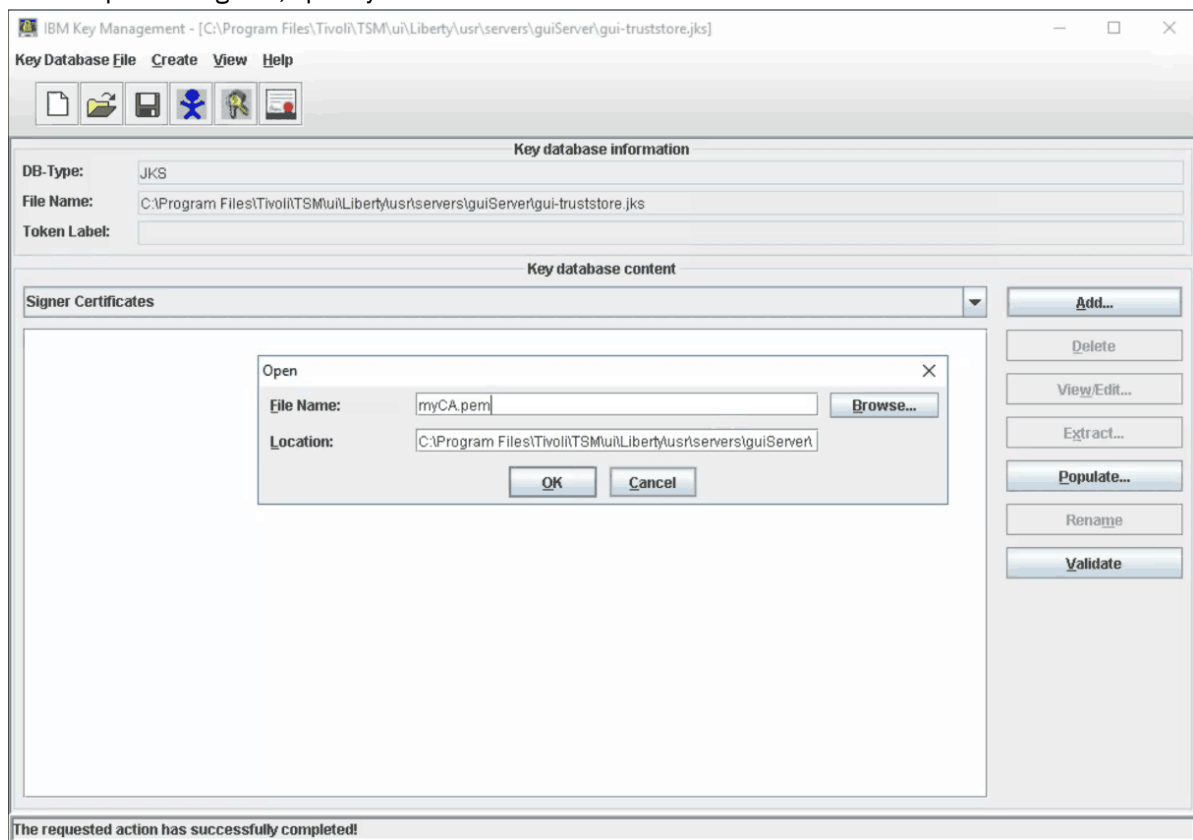 IBM Key Management - [C:\Program Files\Tivoli\TSM\ui\Liberty\usr\servers\guiServer\gui-truststore.jks]
Key Database File Create View Help
Key database information
DB-Type: JKS
File Name: C:\Program Files\Tivoli\TSM\ui\Liberty\usr\servers\guiServer\gui-truststore.jks
Token Label:
Key database content
Signer Certificates
Add...
Delete
View/Edit...
Extract...
Populate...
Rename
Validate
Open
File Name: myCA.pem Browse...
Location: C:\Program Files\Tivoli\TSM\ui\Liberty\usr\servers\guiServer\
OK Cancel
The requested action has successfully completed!